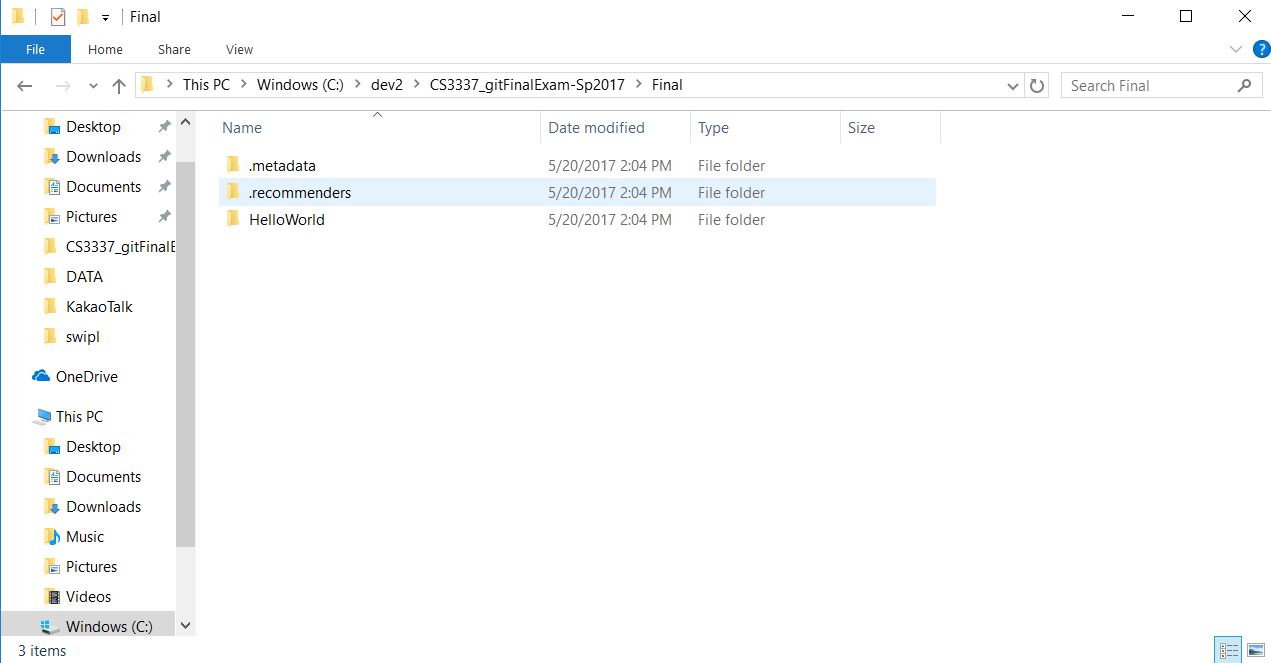 Final
File Home Share View
This PC Windows (C:) dev2 CS3337_gitFinalExam-Sp2017 Final Search Final
Name Date modified Type Size
.metadata 5/20/2017 2:04 PM File folder
.recommenders 5/20/2017 2:04 PM File folder
HelloWorld 5/20/2017 2:04 PM File folder
Desktop
Downloads
Documents
Pictures
CS3337_gitFinalE
DATA
KakaoTalk
swipl
OneDrive
This PC
Desktop
Documents
Downloads
Music
Pictures
Videos
Windows (C:)
3 items